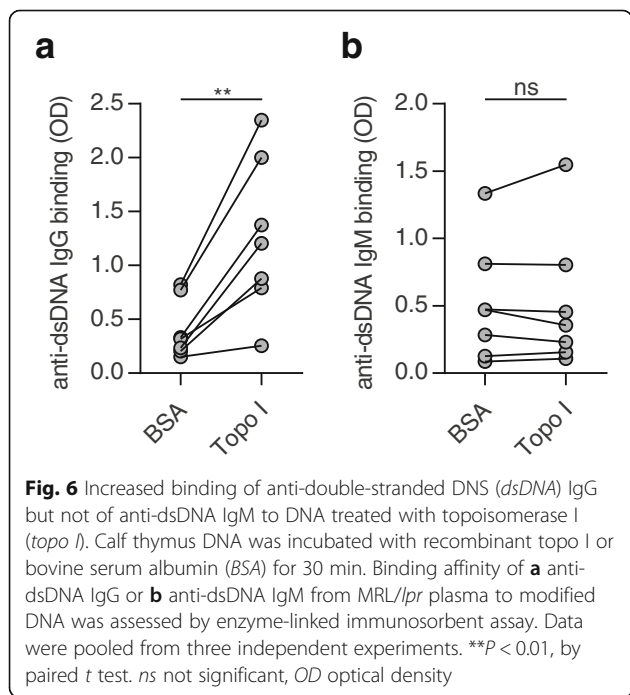 a
b
**
ns
anti-dsDNA IgG binding (OD)
2.5
2.0
1.5
1.0
0.5
0.0
BSA
Topo I
anti-dsDNA IgM binding (OD)
2.0
1.5
1.0
0.5
0.0
BSA
Topo I
Fig. 6 Increased binding of anti-double-stranded DNS (dsDNA) IgG
but not of anti-dsDNA IgM to DNA treated with topoisomerase I
(topo I). Calf thymus DNA was incubated with recombinant topo I or
bovine serum albumin (BSA) for 30 min. Binding affinity of a anti-
dsDNA IgG or b anti-dsDNA IgM from MRL/lpr plasma to modified
DNA was assessed by enzyme-linked immunosorbent assay. Data
were pooled from three independent experiments. **P < 0.01, by
paired t test. ns not significant, OD optical density